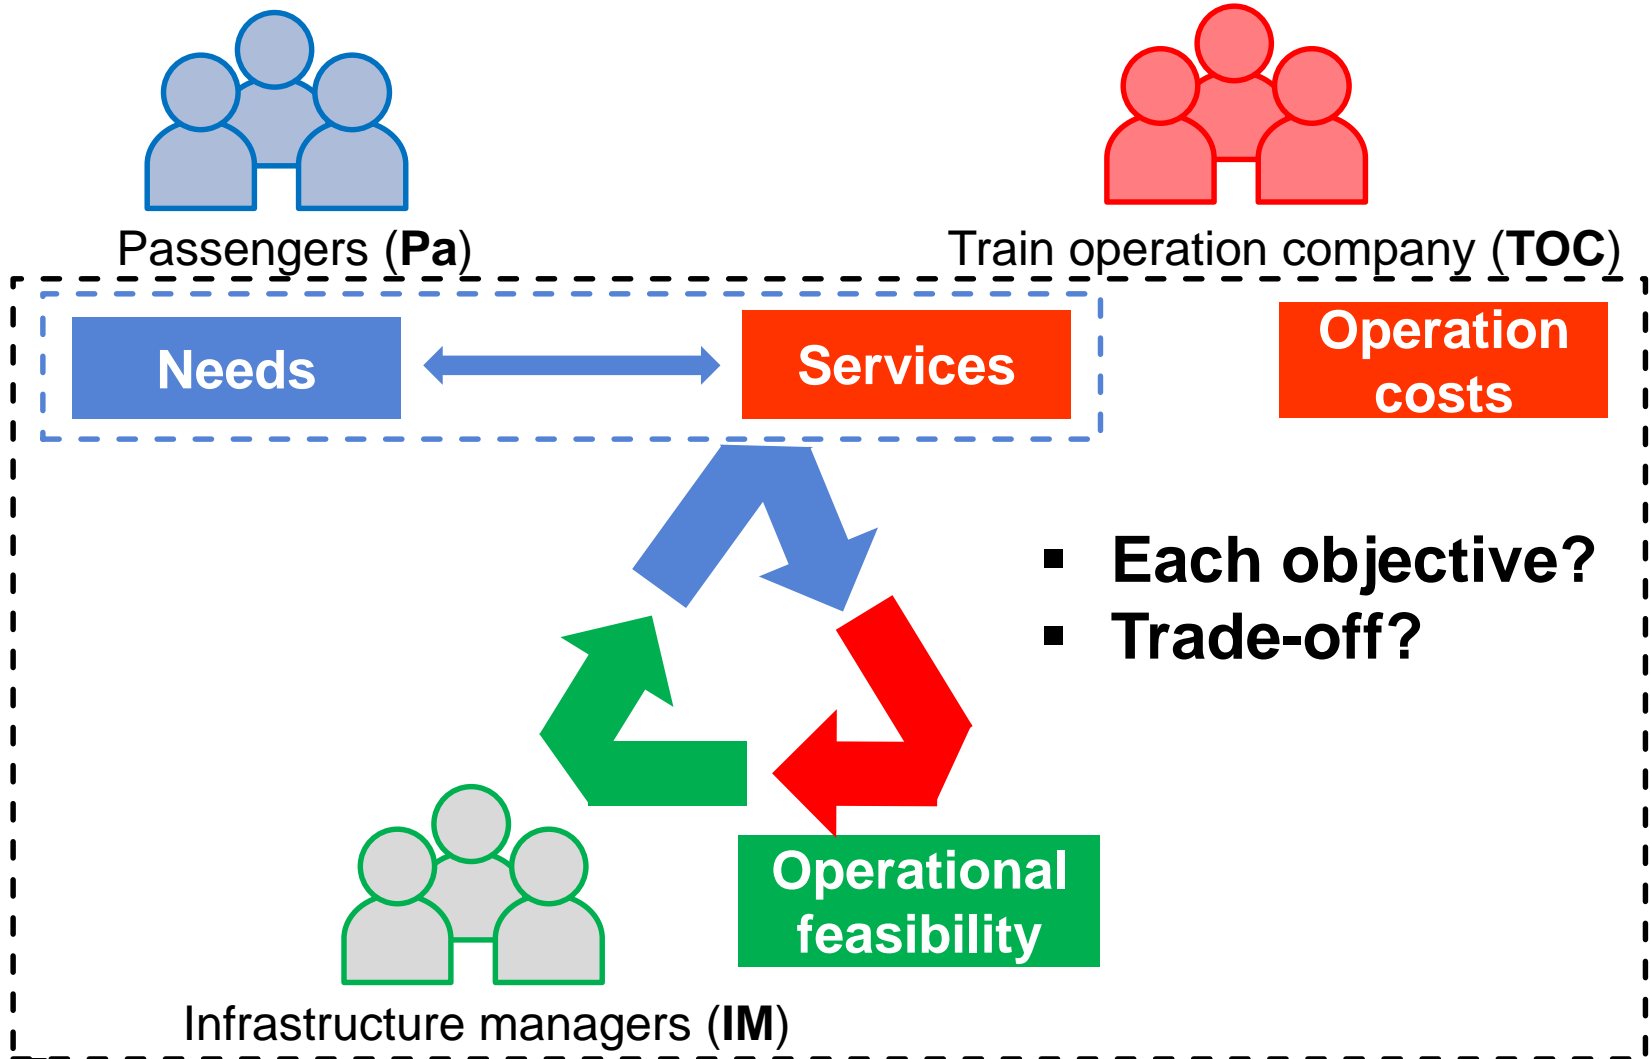 Passengers (Pa)
Train operation company (TOC)
Needs
Services
Operation
costs
▪ Each objective?
▪ Trade-off?
Operational
feasibility
Infrastructure managers (IM)